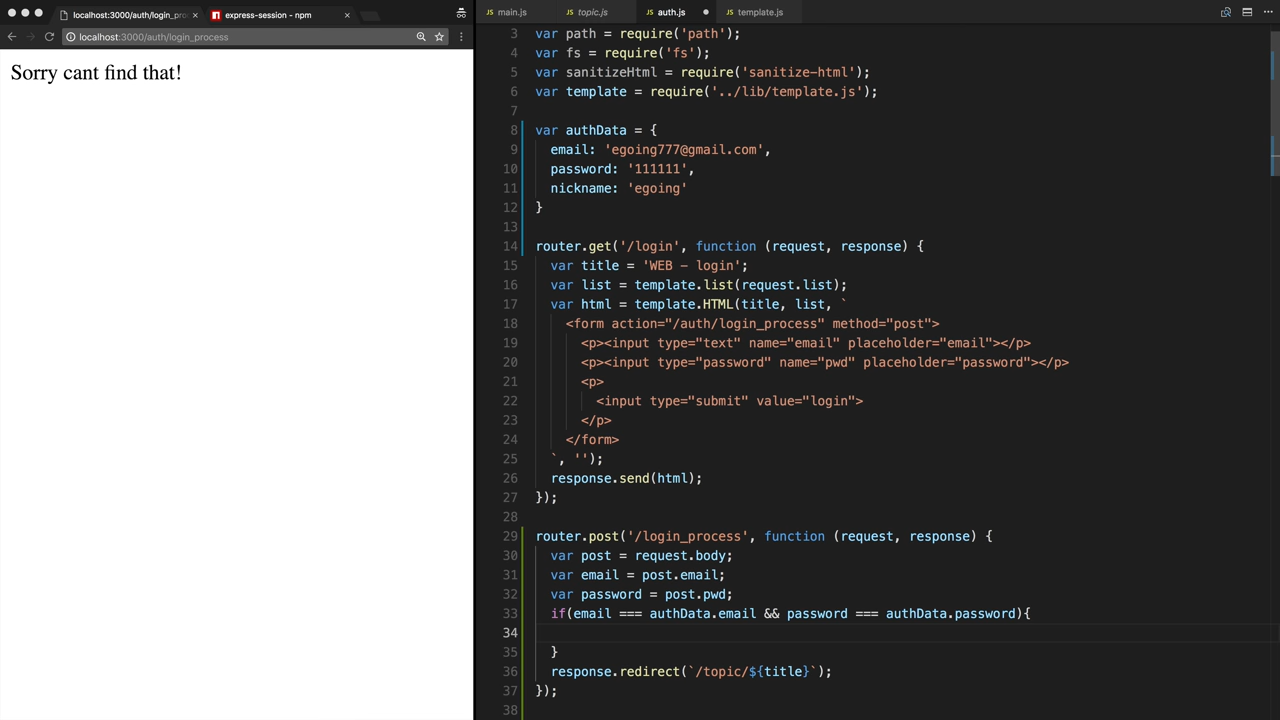 localhost:3000/auth/login_pro
express-session - npm
localhost:3000/auth/login_process
Sorry cant find that!
main.js
topic.js
auth.js
template.js
3 var path = require('path');
4 var fs = require('fs');
5 var sanitizeHtml = require('sanitize-html');
6 var template = require('../lib/template.js');
7
8 var authData = {
9 email: 'egoing777@gmail.com',
10 password: '111111',
11 nickname: 'egoing'
12 }
13
14 router.get('/login', function (request, response) {
15 var title = 'WEB - login';
16 var list = template.list(request.list);
17 var html = template.HTML(title, list, `
18 <form action="/auth/login_process" method="post">
19 <p><input type="text" name="email" placeholder="email"></p>
20 <p><input type="password" name="pwd" placeholder="password"></p>
21 <p>
22 <input type="submit" value="login">
23 </p>
24 </form>
25 `, '');
26 response.send(html);
27 });
28
29 router.post('/login_process', function (request, response) {
30 var post = request.body;
31 var email = post.email;
32 var password = post.pwd;
33 if(email === authData.email && password === authData.password){
34
35 }
36 response.redirect(`/topic/${title}`);
37 });
38